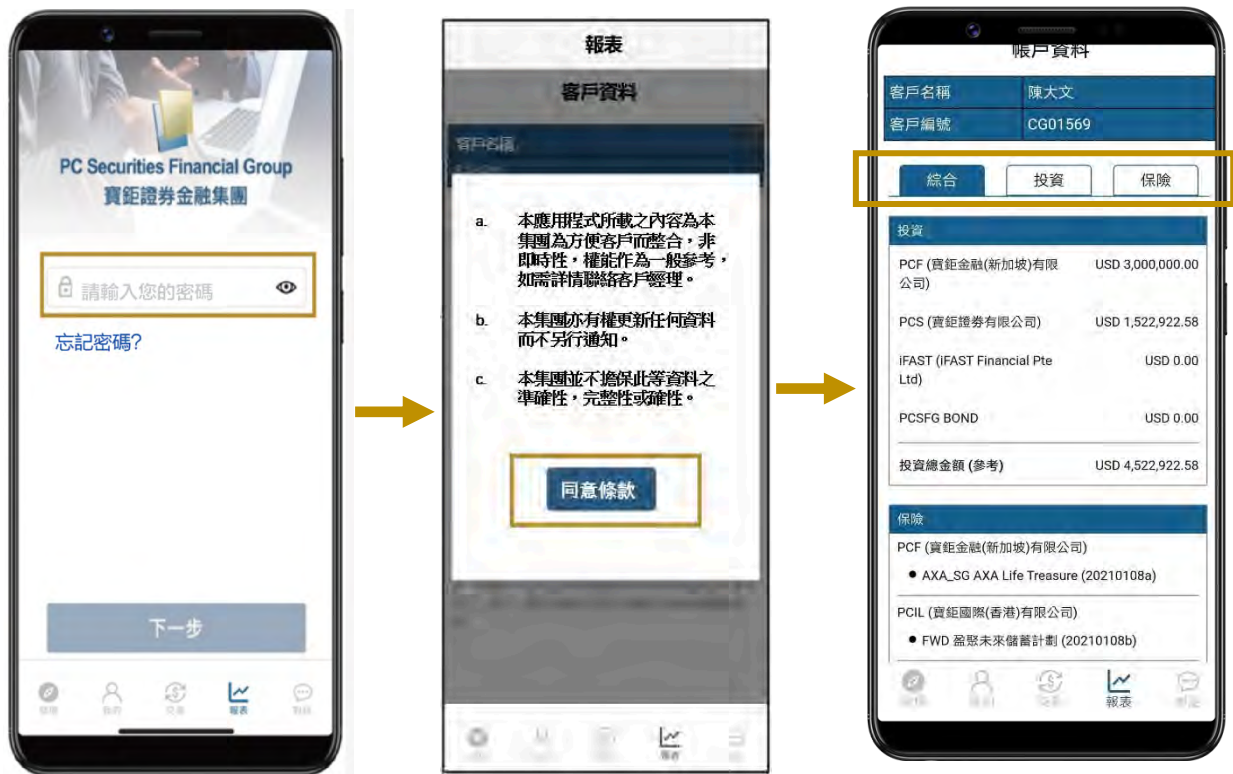 PC Securities Financial Group
寶鉅證券金融集團
請輸入您的密碼
忘記密碼?
下一步
報表
報表
客戶資料
客戶名稱
a. 本應用程式所載之內容為本
集團為方便客戶而整合，非
即時性，權能作為一般參考，
如需詳情聯絡客戶經理。
b. 本集團亦有權更新任何資料
而不另行通知。
c. 本集團並不擔保此等資料之
準確性，完整性或確性。
同意條款
報表
帳戶資料
客戶名稱 陳大文
客戶編號 CG01569
綜合 投資 保險
投資
PCF (寶鉅金融(新加坡)有限 USD 3,000,000.00
公司)
PCS (寶鉅證券有限公司) USD 1,522,922.58
iFAST (iFAST Financial Pte USD 0.00
Ltd)
PCSFG BOND USD 0.00
投資總金額 (參考) USD 4,522,922.58
保險
PCF (寶鉅金融(新加坡)有限公司)
● AXA_SG AXA Life Treasure (20210108a)
PCIL (寶鉅國際(香港)有限公司)
● FWD 盈聚未來儲蓄計劃 (20210108b)
報表